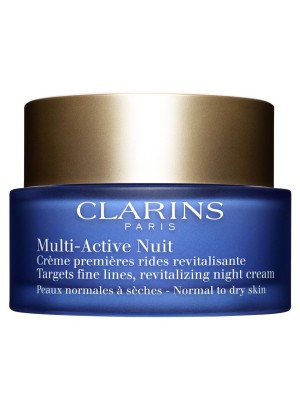 CLARINS
PARIS
Multi-Active Nuit
Crème premières rides revitalisante
Targets fine lines, revitalizing night cream
Peaux normales à sèches - Normal to dry skin